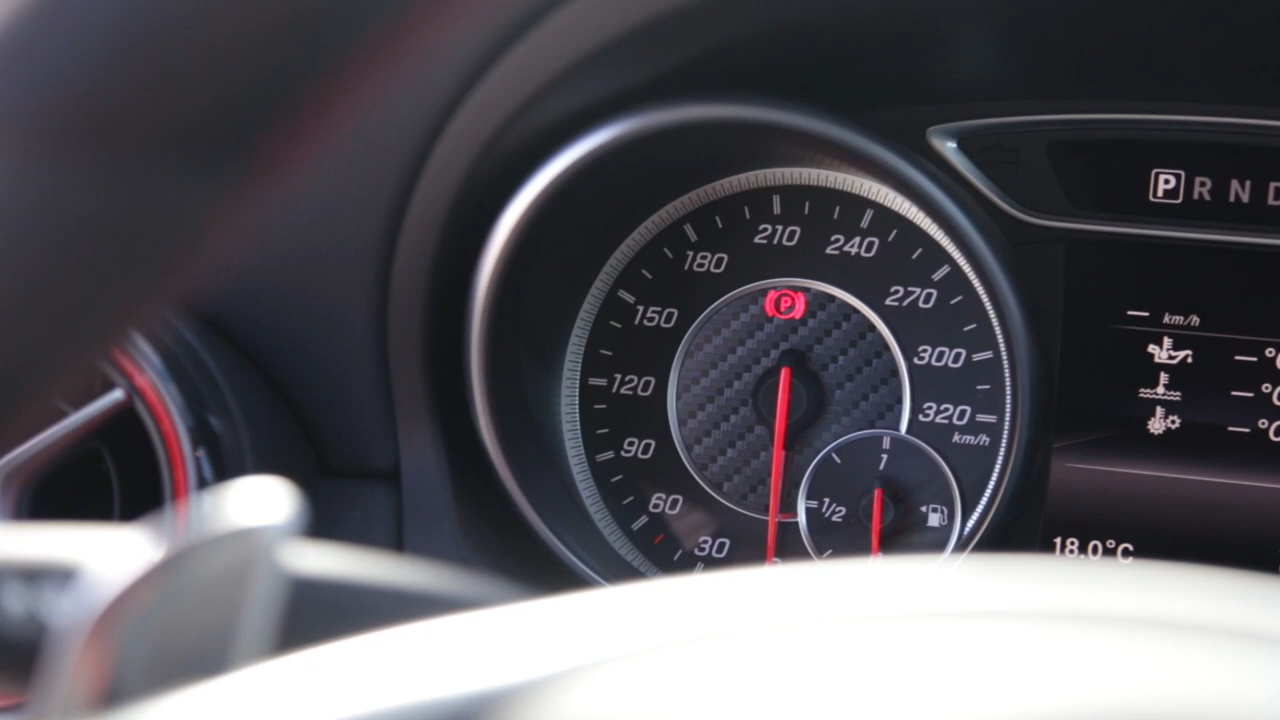 P R N D
210
180
240
150
270
120
300
90
320
km/h
60
30
1
1/2
P
— km/h
—°
—°C
—°C
18.0°C